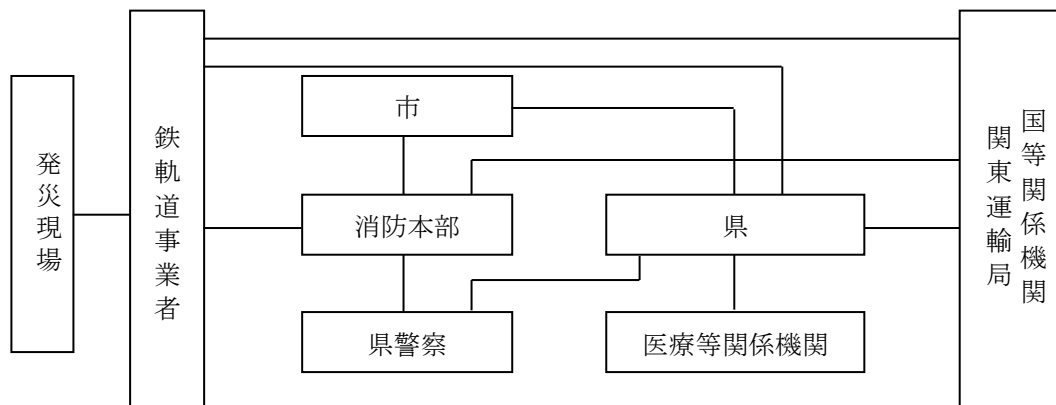 発災現場
鉄軌道事業者
市
消防本部
県警察
県
医療等関係機関
国等関係機関
関東運輸局